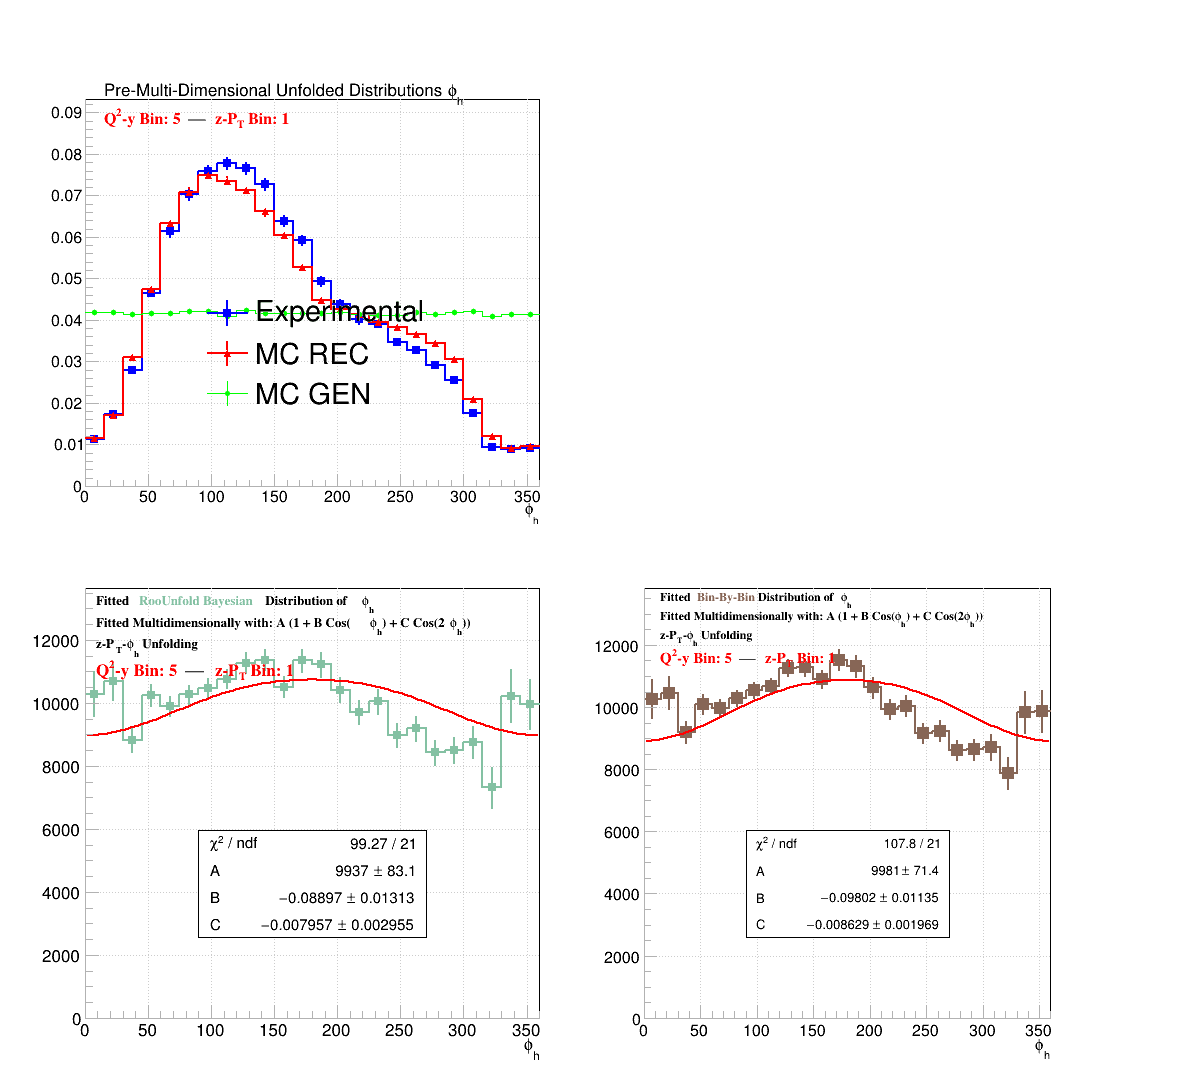 Pre-Multi-Dimensional Unfolded Distributions ϕh
Q2-y Bin: 5 — z-PT Bin: 1
0.09
0.08
0.07
0.06
0.05
0.04
0.03
0.02
0.01
0
Experimental
MC REC
MC GEN
0 50 100 150 200 250 300 350
ϕh
Fitted RooUnfold Bayesian Distribution of ϕh
Fitted Multidimensionally with: A (1 + B Cos( ϕh) + C Cos(2 ϕh))
z-PT-ϕh Unfolding
Q2-y Bin: 5 — z-PT Bin: 1
12000
10000
8000
6000
4000
2000
0
χ2 / ndf 99.27 / 21
A 9937 ± 83.1
B −0.08897 ± 0.01313
C −0.007957 ± 0.002955
0 50 100 150 200 250 300 350
ϕh
Fitted Bin-By-Bin Distribution of ϕh
Fitted Multidimensionally with: A (1 + B Cos(ϕh) + C Cos(2ϕh))
z-PT-ϕh Unfolding
Q2-y Bin: 5 — z-PT Bin: 1
12000
10000
8000
6000
4000
2000
0
χ2 / ndf 107.8 / 21
A 9981 ± 71.4
B −0.09802 ± 0.01135
C −0.008629 ± 0.001969
0 50 100 150 200 250 300 350
ϕh